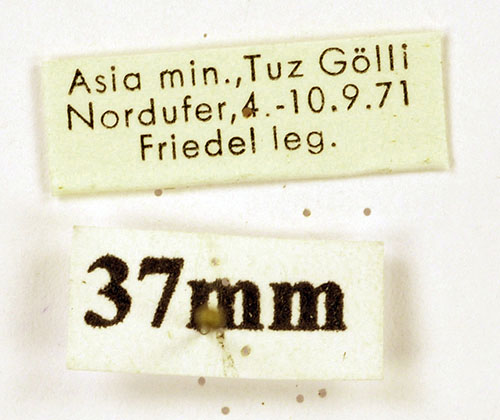 Asia min.,Tuz Gölli
Nordufer,4.-10.9.71
Friedel leg.
37mm